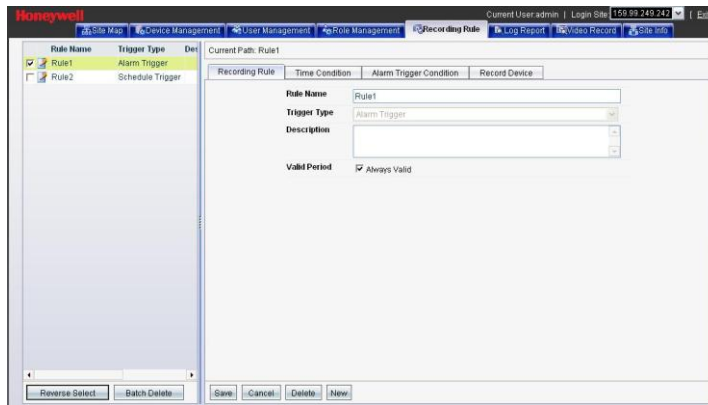 Honeywell
Current User:admin | Login Site 159.99.249.242 [
Site Map Device Management User Management Role Management Recording Rule Log Report Video Record Site Info
Rule Name Trigger Type
Rule1 Alarm Trigger
Rule2 Schedule Trigger
Current Path: Rule1
Recording Rule Time Condition Alarm Trigger Condition Record Device
Rule Name Rule1
Trigger Type Alarm Trigger
Description
Valid Period Always Valid
Reverse Select Batch Delete Save Cancel Delete New